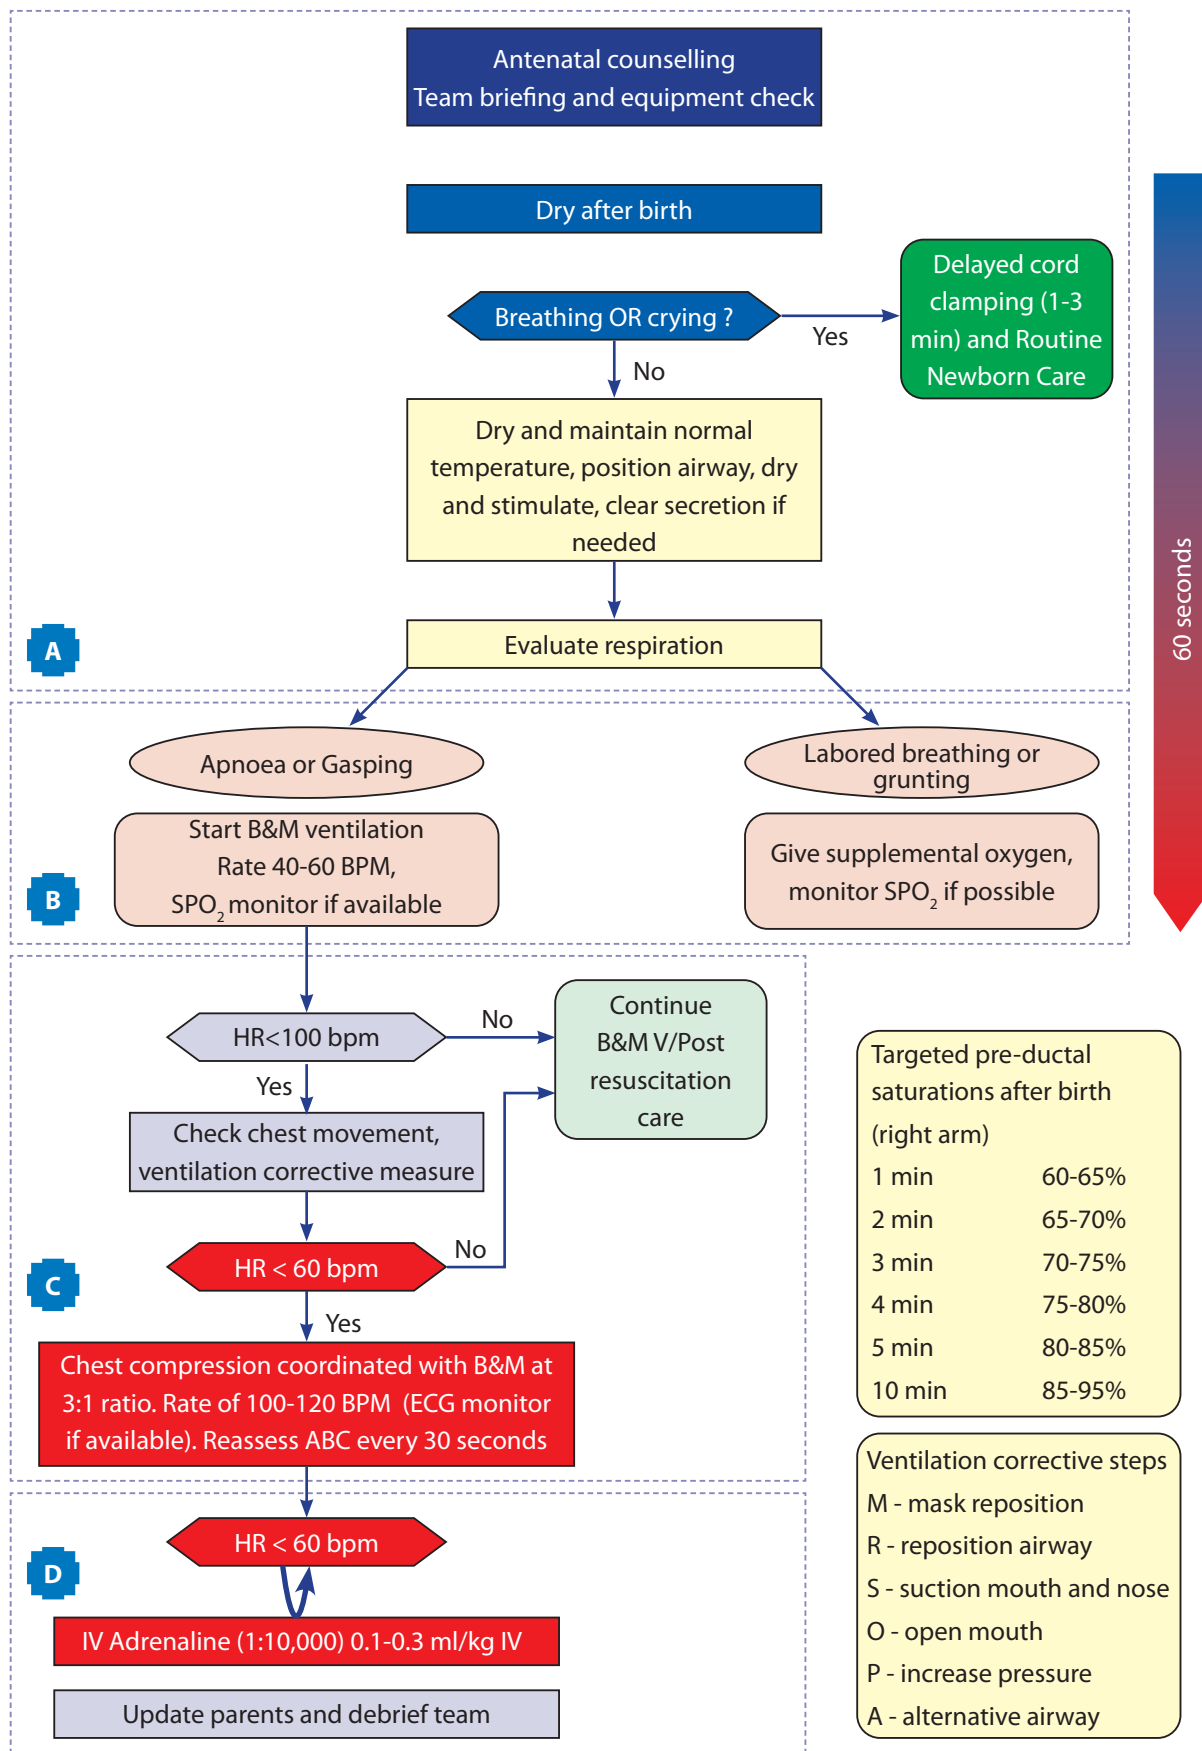 Antenatal counselling
Team briefing and equipment check
Dry after birth
Breathing OR crying ?
Yes
Delayed cord
clamping (1-3
min) and Routine
Newborn Care
No
Dry and maintain normal
temperature, position airway, dry
and stimulate, clear secretion if
needed
Evaluate respiration
A
60 seconds
Apnoea or Gasping
Labored breathing or
grunting
Start B&M ventilation
Rate 40-60 BPM,
SPO2 monitor if available
Give supplemental oxygen,
monitor SPO2 if possible
B
HR<100 bpm
No
Continue
B&M V/Post
resuscitation
care
Yes
Check chest movement,
ventilation corrective measure
HR < 60 bpm
No
C
Yes
Chest compression coordinated with B&M at
3:1 ratio. Rate of 100-120 BPM (ECG monitor
if available). Reassess ABC every 30 seconds
HR < 60 bpm
D
IV Adrenaline (1:10,000) 0.1-0.3 ml/kg IV
Update parents and debrief team
Targeted pre-ductal
saturations after birth
(right arm)
1 min 60-65%
2 min 65-70%
3 min 70-75%
4 min 75-80%
5 min 80-85%
10 min 85-95%
Ventilation corrective steps
M - mask reposition
R - reposition airway
S - suction mouth and nose
O - open mouth
P - increase pressure
A - alternative airway